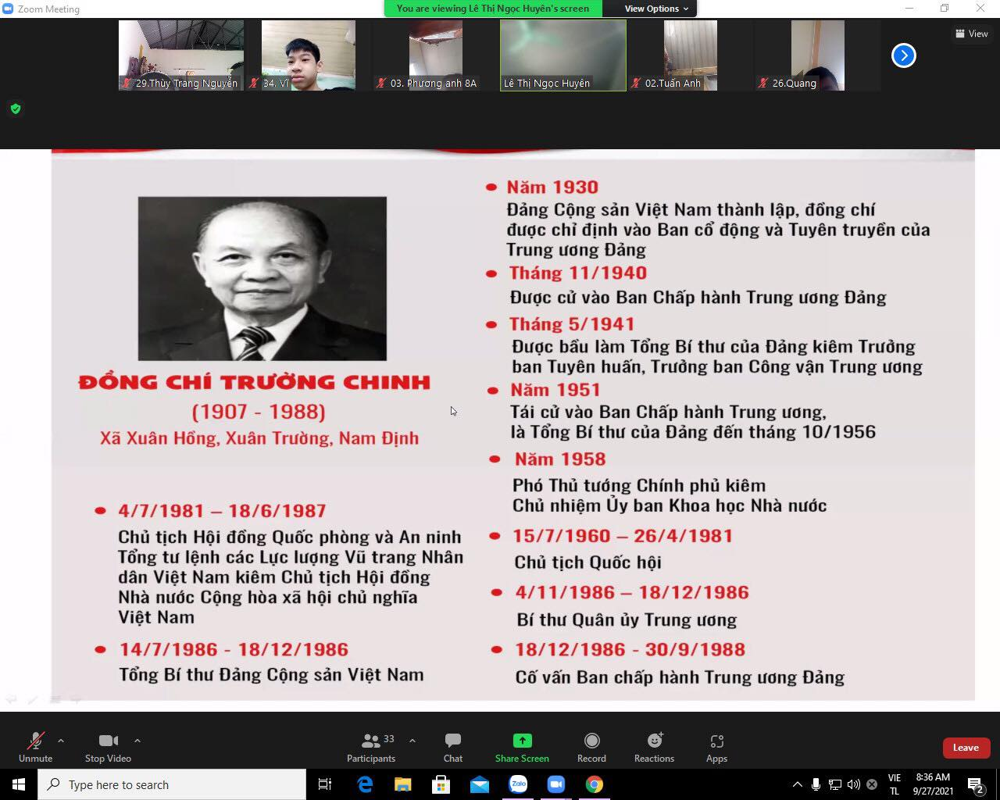 Zoom Meeting
You are viewing Lê Thị Ngọc Huyên's screen
View Options
View
29.Thùy Trang Nguyễn
34. Vĩ
03. Phương anh 8A
Lê Thị Ngọc Huyên
02.Tuấn Anh
26.Quang
ĐỒNG CHÍ TRƯỜNG CHINH
(1907 - 1988)
Xã Xuân Hồng, Xuân Trường, Nam Định
Năm 1930
Đảng Cộng sản Việt Nam thành lập, đồng chí
được chỉ định vào Ban cổ động và Tuyên truyền của
Trung ương Đảng
Tháng 11/1940
Được cử vào Ban Chấp hành Trung ương Đảng
Tháng 5/1941
Được bầu làm Tổng Bí thư của Đảng kiêm Trưởng
ban Tuyên huấn, Trưởng ban Công vận Trung ương
Năm 1951
Tái cử vào Ban Chấp hành Trung ương,
là Tổng Bí thư của Đảng đến tháng 10/1956
Năm 1958
Phó Thủ tướng Chính phủ kiêm
Chủ nhiệm Ủy ban Khoa học Nhà nước
15/7/1960 – 26/4/1981
Chủ tịch Quốc hội
4/7/1981 – 18/6/1987
Chủ tịch Hội đồng Quốc phòng và An ninh
Tổng tư lệnh các Lực lượng Vũ trang Nhân
dân Việt Nam kiêm Chủ tịch Hội đồng
Nhà nước Cộng hòa xã hội chủ nghĩa
Việt Nam
14/7/1986 - 18/12/1986
Tổng Bí thư Đảng Cộng sản Việt Nam
4/11/1986 – 18/12/1986
Bí thư Quân ủy Trung ương
18/12/1986 - 30/9/1988
Cố vấn Ban chấp hành Trung ương Đảng
Unmute
Stop Video
33
Participants
Chat
Share Screen
Record
Reactions
Apps
Leave
Type here to search
Zalo
VIE
TL
8:36 AM
9/27/2021
2